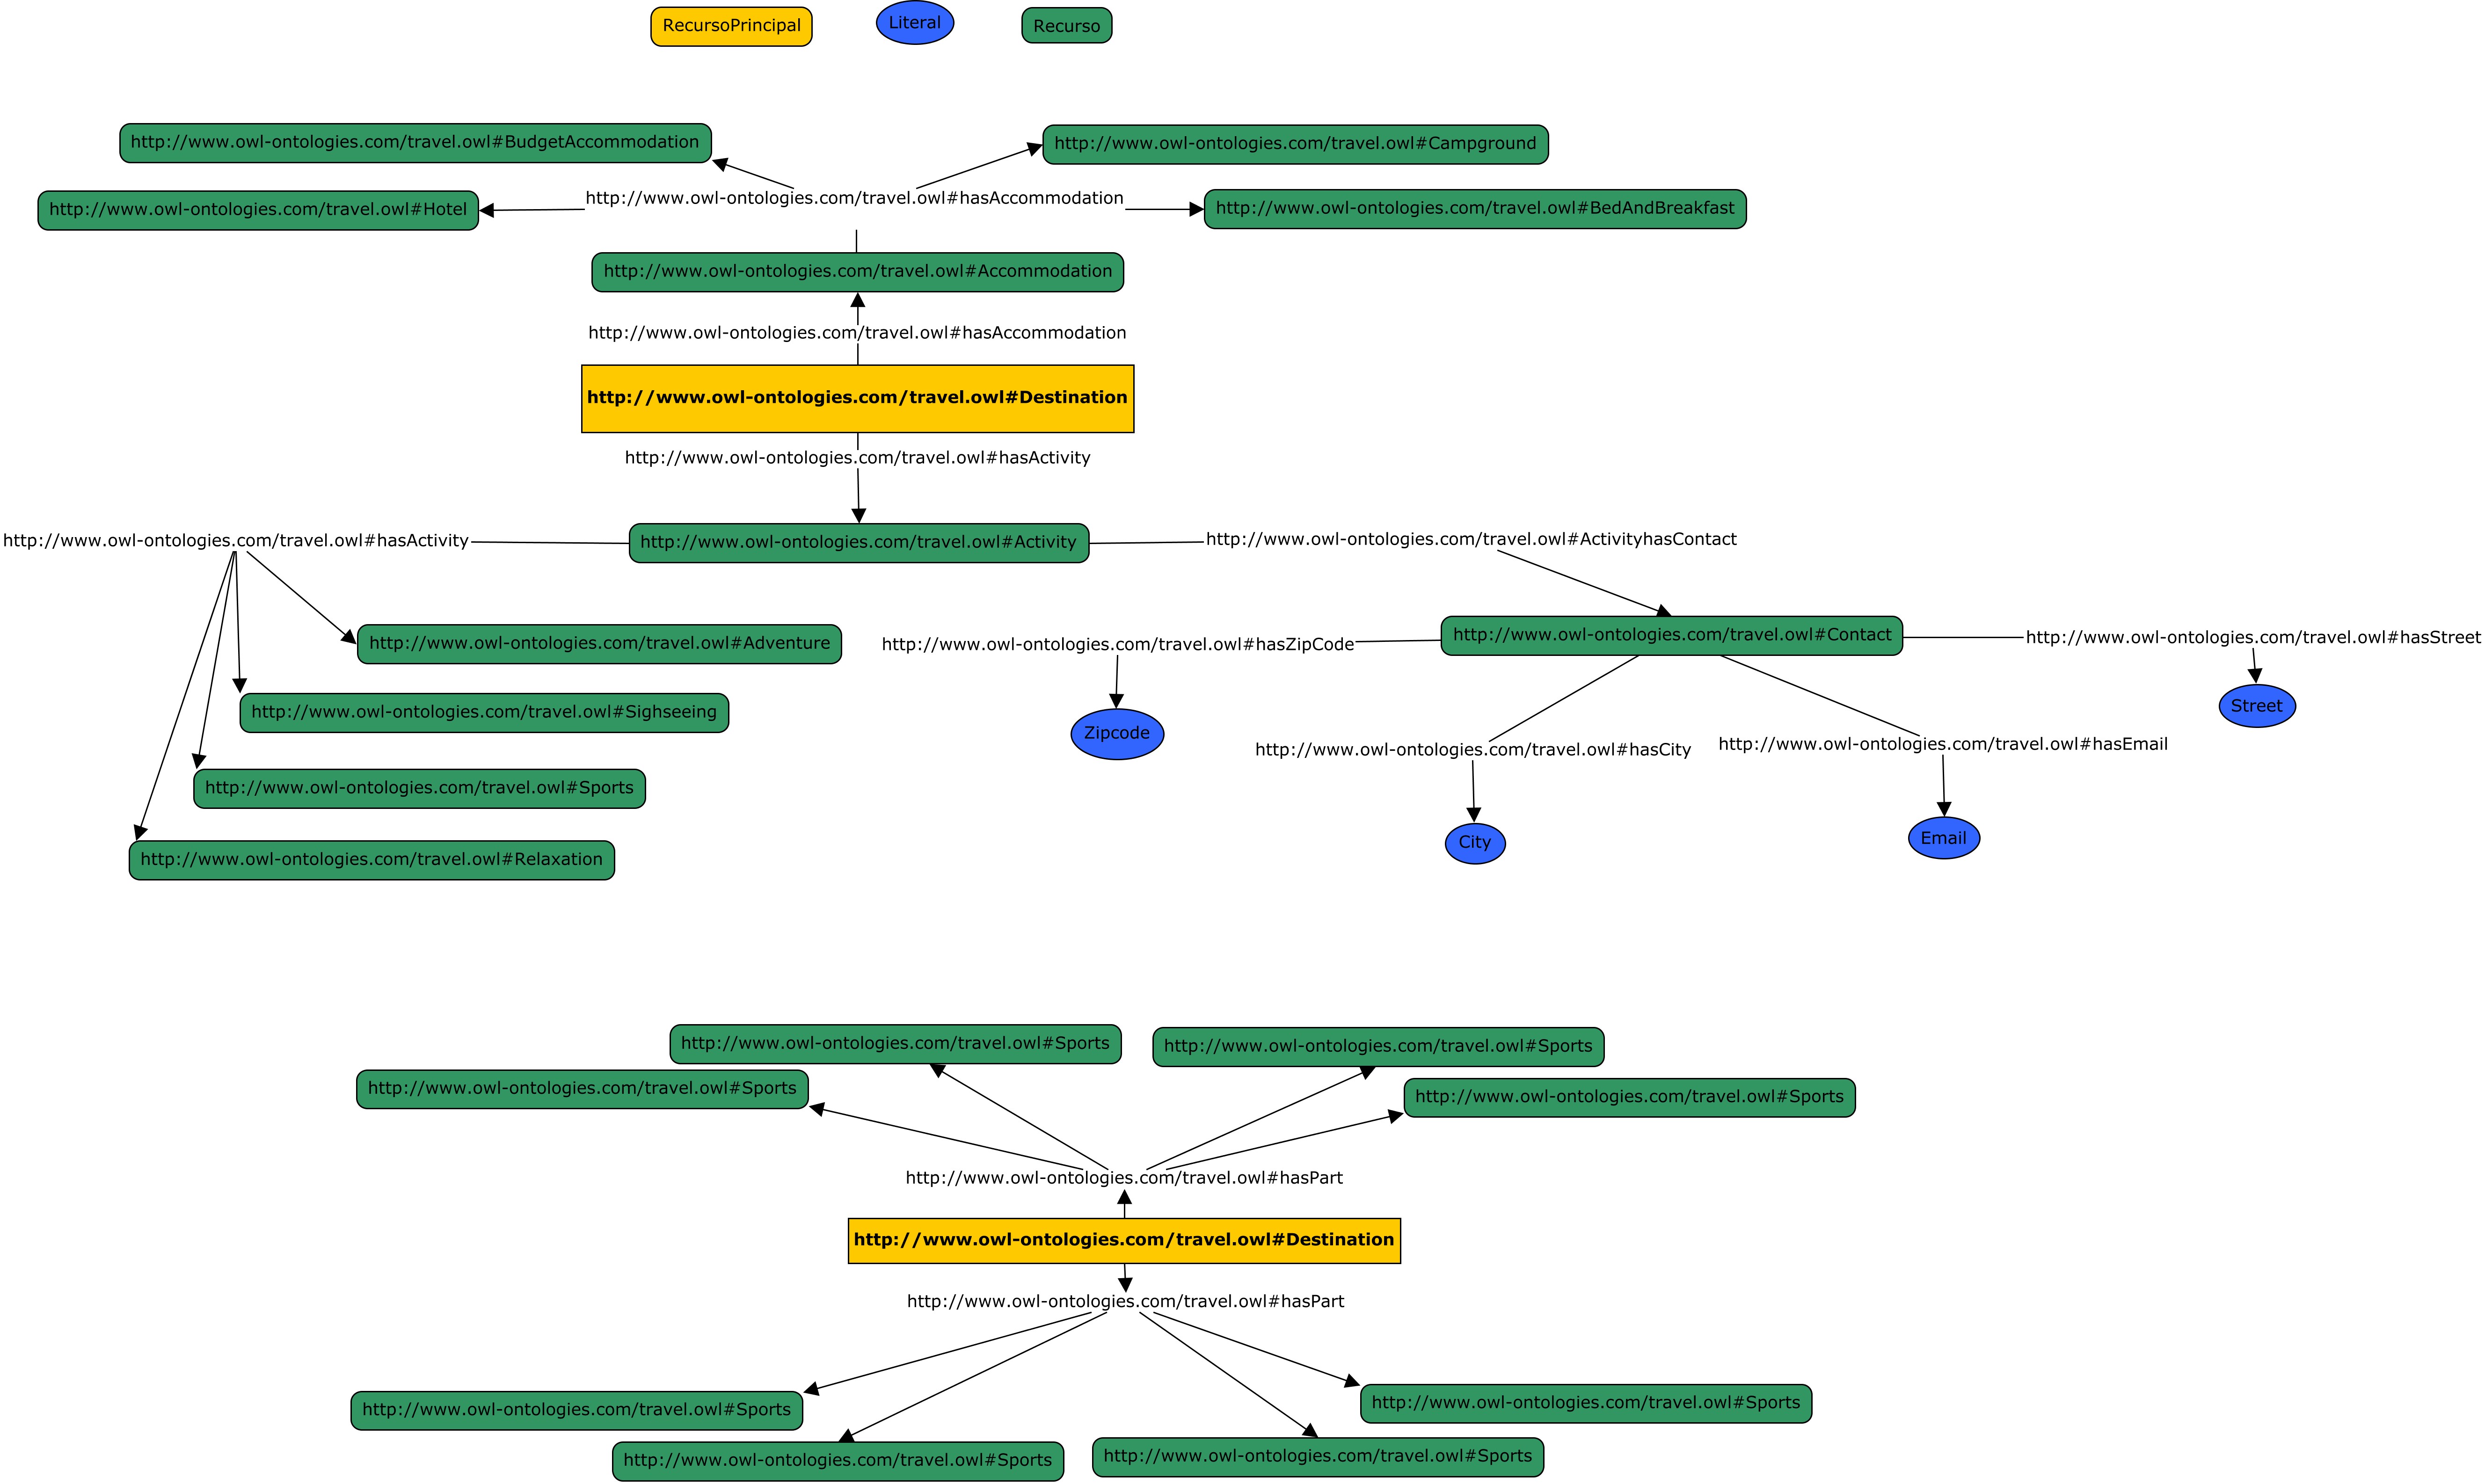 RecursoPrincipal
Literal
Recurso
http://www.owl-ontologies.com/travel.owl#BudgetAccommodation
http://www.owl-ontologies.com/travel.owl#Campground
http://www.owl-ontologies.com/travel.owl#hasAccommodation
http://www.owl-ontologies.com/travel.owl#Hotel
http://www.owl-ontologies.com/travel.owl#BedAndBreakfast
http://www.owl-ontologies.com/travel.owl#Accommodation
http://www.owl-ontologies.com/travel.owl#hasAccommodation
http://www.owl-ontologies.com/travel.owl#Destination
http://www.owl-ontologies.com/travel.owl#hasActivity
http://www.owl-ontologies.com/travel.owl#hasActivity
http://www.owl-ontologies.com/travel.owl#Activity
http://www.owl-ontologies.com/travel.owl#ActivityhasContact
http://www.owl-ontologies.com/travel.owl#Adventure
http://www.owl-ontologies.com/travel.owl#hasZipCode
http://www.owl-ontologies.com/travel.owl#Contact
http://www.owl-ontologies.com/travel.owl#hasStreet
http://www.owl-ontologies.com/travel.owl#Sighseeing
Zipcode
Street
http://www.owl-ontologies.com/travel.owl#hasCity
http://www.owl-ontologies.com/travel.owl#hasEmail
http://www.owl-ontologies.com/travel.owl#Sports
City
Email
http://www.owl-ontologies.com/travel.owl#Relaxation
http://www.owl-ontologies.com/travel.owl#Sports
http://www.owl-ontologies.com/travel.owl#Sports
http://www.owl-ontologies.com/travel.owl#Sports
http://www.owl-ontologies.com/travel.owl#Sports
http://www.owl-ontologies.com/travel.owl#hasPart
http://www.owl-ontologies.com/travel.owl#Destination
http://www.owl-ontologies.com/travel.owl#hasPart
http://www.owl-ontologies.com/travel.owl#Sports
http://www.owl-ontologies.com/travel.owl#Sports
http://www.owl-ontologies.com/travel.owl#Sports
http://www.owl-ontologies.com/travel.owl#Sports